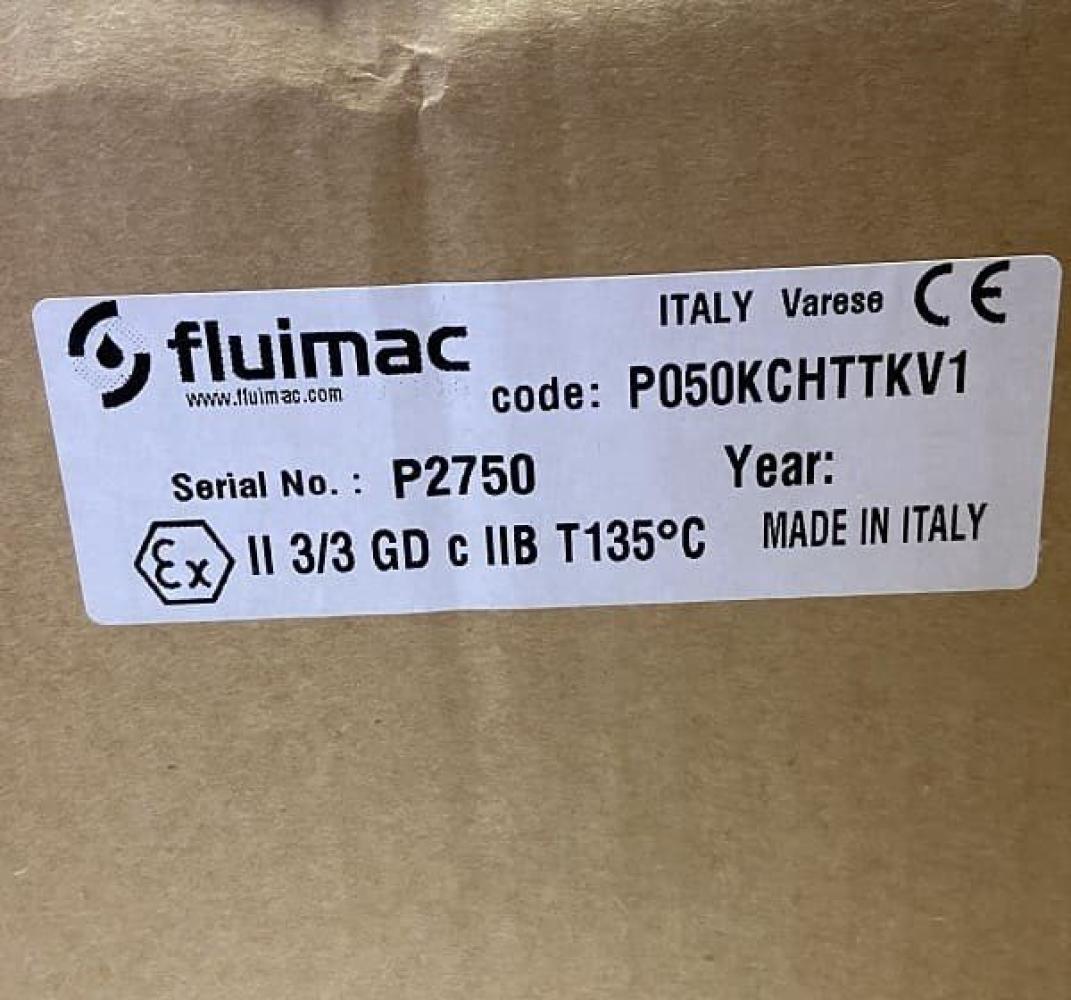 fluimac
www.fluimac.com
ITALY Varese CE
code: P050KCHTTKV1
Serial No. : P2750
Year:
Ex II 3/3 GD c IIB T135°C
MADE IN ITALY